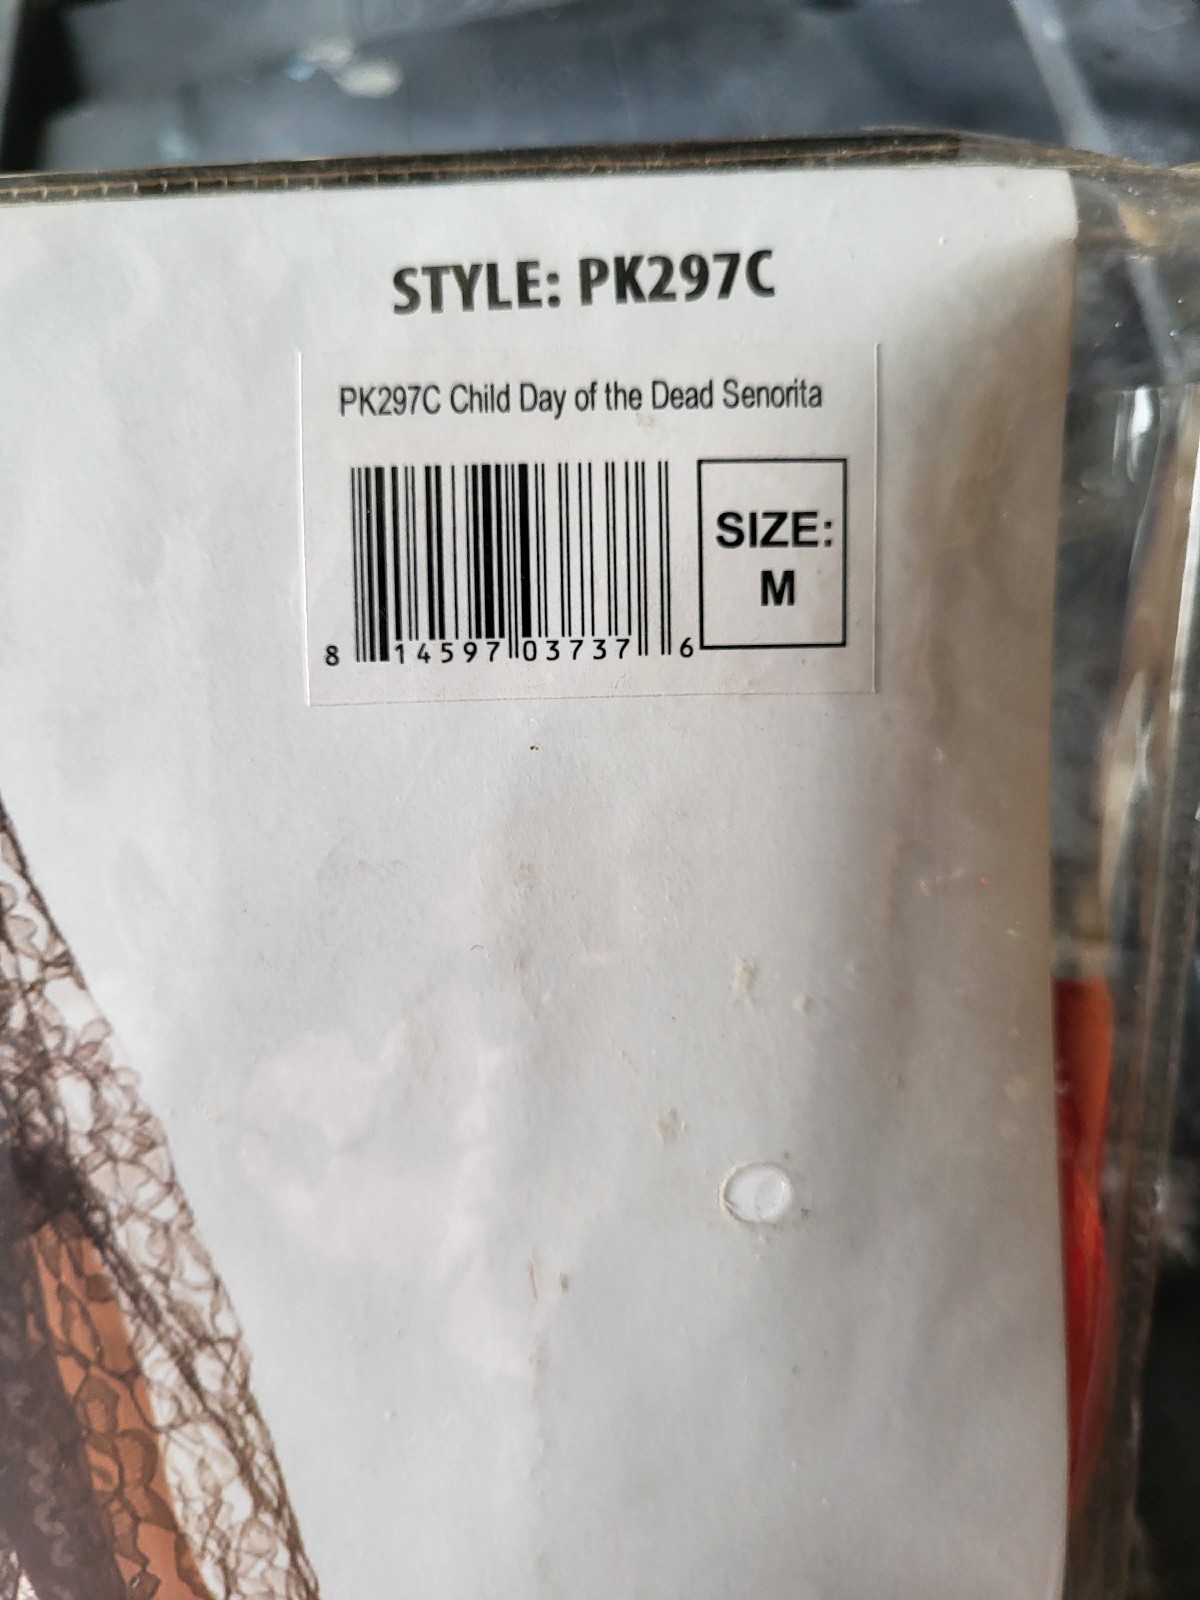 STYLE: PK297C
PK297C Child Day of the Dead Senorita
SIZE:
M
8 14597 03737 6